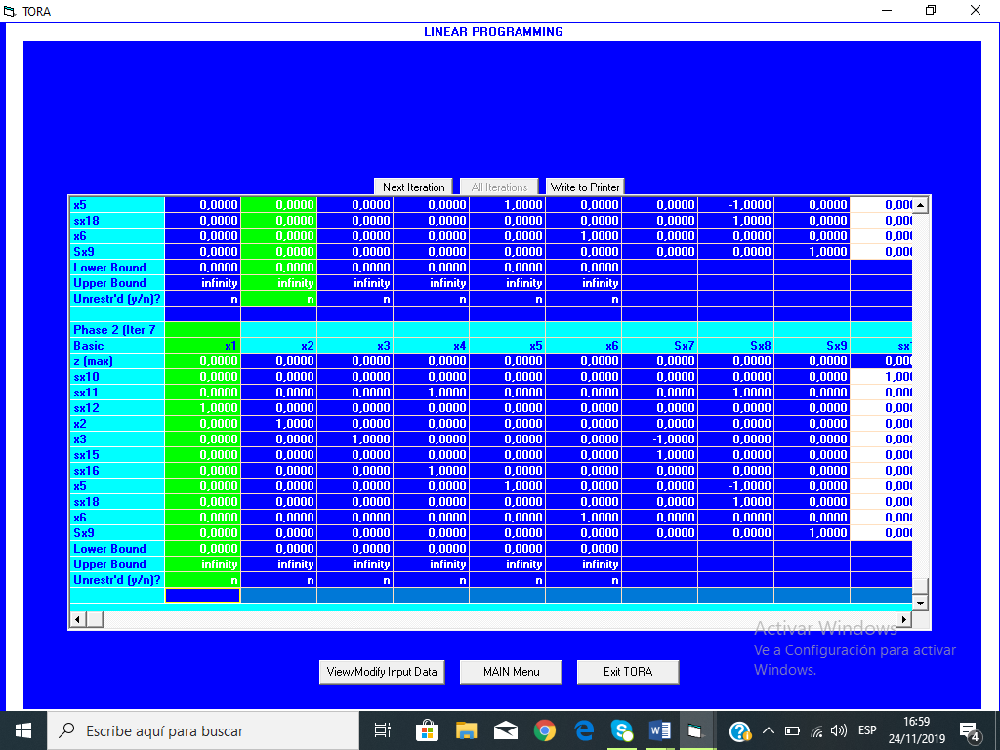 TORA
LINEAR PROGRAMMING
Next Iteration All Iterations Write to Printer
x5 0,0000 0,0000 0,0000 0,0000 1,0000 0,0000 0,0000 -1,0000 0,0000 0,00
sx18 0,0000 0,0000 0,0000 0,0000 0,0000 0,0000 0,0000 1,0000 0,0000 0,00
x6 0,0000 0,0000 0,0000 0,0000 0,0000 1,0000 0,0000 0,0000 0,0000 0,00
Sx9 0,0000 0,0000 0,0000 0,0000 0,0000 0,0000 0,0000 0,0000 1,0000 0,00
Lower Bound 0,0000 0,0000 0,0000 0,0000 0,0000 0,0000
Upper Bound infinity infinity infinity infinity infinity infinity
Unrestr'd (y/n)? n n n n n n
Phase 2 (Iter 7
Basic x1 x2 x3 x4 x5 x6 Sx7 Sx8 Sx9 sx
z (max) 0,0000 0,0000 0,0000 0,0000 0,0000 0,0000 0,0000 0,0000 0,0000 0,00
sx10 0,0000 0,0000 0,0000 0,0000 0,0000 0,0000 0,0000 0,0000 0,0000 1,00
sx11 0,0000 0,0000 0,0000 1,0000 0,0000 0,0000 0,0000 1,0000 0,0000 0,00
sx12 1,0000 0,0000 0,0000 0,0000 0,0000 0,0000 0,0000 0,0000 0,0000 0,00
x2 0,0000 1,0000 0,0000 0,0000 0,0000 0,0000 0,0000 0,0000 0,0000 0,00
x3 0,0000 0,0000 1,0000 0,0000 0,0000 0,0000 -1,0000 0,0000 0,0000 0,00
sx15 0,0000 0,0000 0,0000 0,0000 0,0000 0,0000 1,0000 0,0000 0,0000 0,00
sx16 0,0000 0,0000 0,0000 1,0000 0,0000 0,0000 0,0000 0,0000 0,0000 0,00
x5 0,0000 0,0000 0,0000 0,0000 1,0000 0,0000 0,0000 -1,0000 0,0000 0,00
sx18 0,0000 0,0000 0,0000 0,0000 0,0000 0,0000 0,0000 1,0000 0,0000 0,00
x6 0,0000 0,0000 0,0000 0,0000 0,0000 1,0000 0,0000 0,0000 0,0000 0,00
Sx9 0,0000 0,0000 0,0000 0,0000 0,0000 0,0000 0,0000 0,0000 1,0000 0,00
Lower Bound 0,0000 0,0000 0,0000 0,0000 0,0000 0,0000
Upper Bound infinity infinity infinity infinity infinity infinity
Unrestr'd (y/n)? n n n n n n
Activar Windows
Ve a Configuración para activar
Windows.
View/Modify Input Data MAIN Menu Exit TORA
Escribe aquí para buscar
ESP
16:59
24/11/2019
4